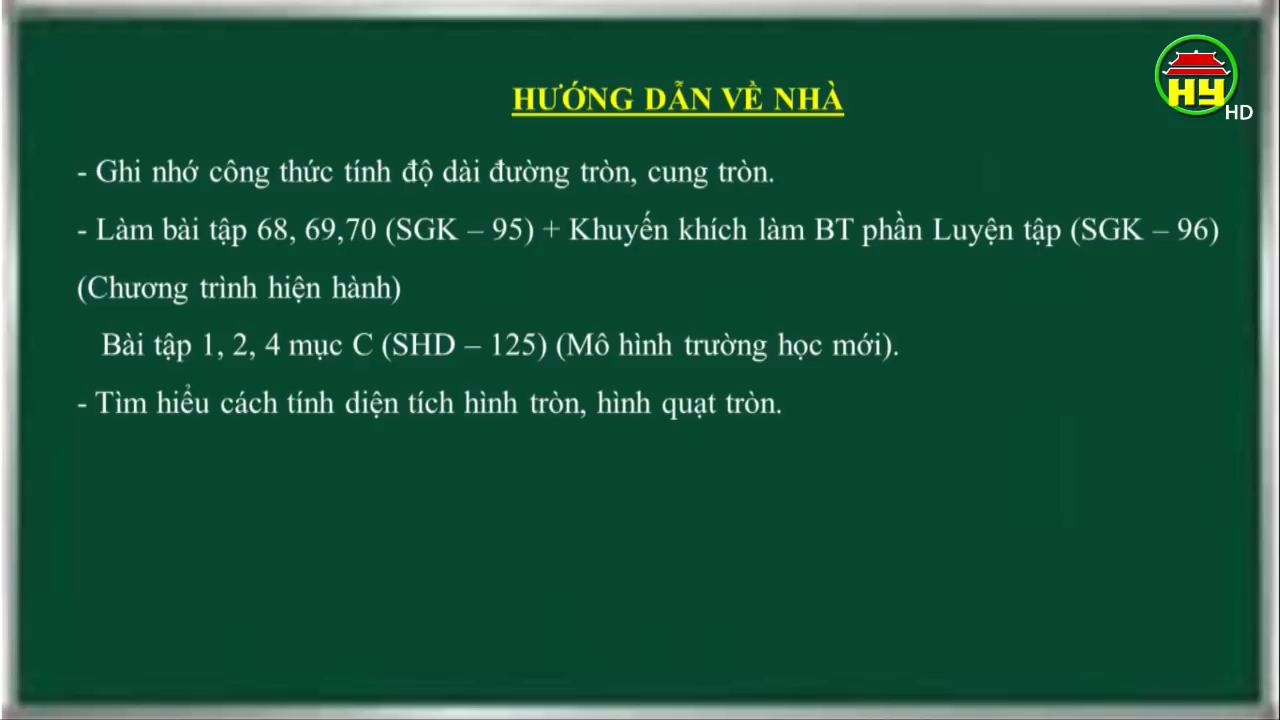 HY
HD
HƯỚNG DẪN VỀ NHÀ
- Ghi nhớ công thức tính độ dài đường tròn, cung tròn.
- Làm bài tập 68, 69,70 (SGK – 95) + Khuyến khích làm BT phần Luyện tập (SGK – 96)
(Chương trình hiện hành)
Bài tập 1, 2, 4 mục C (SHD – 125) (Mô hình trường học mới).
- Tìm hiểu cách tính diện tích hình tròn, hình quạt tròn.